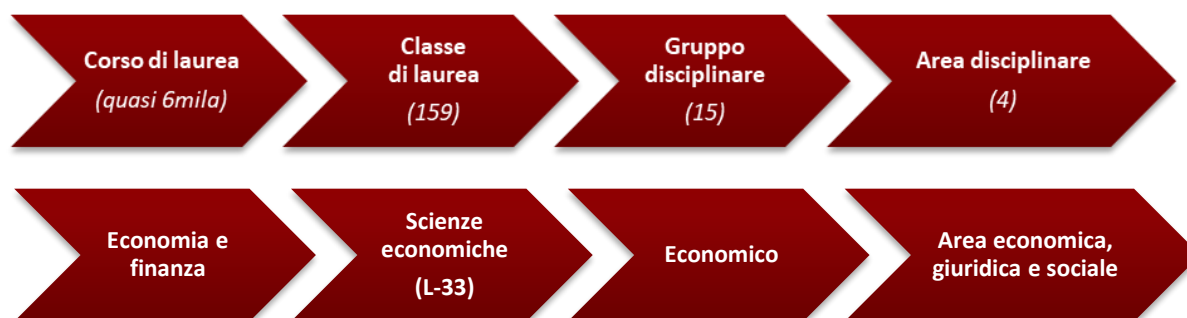 Corso di laurea
(quasi 6mila)
Classe
di laurea
(159)
Gruppo
disciplinare
(15)
Area disciplinare
(4)
Economia e
finanza
Scienze
economiche
(L-33)
Economico
Area economica,
giuridica e sociale